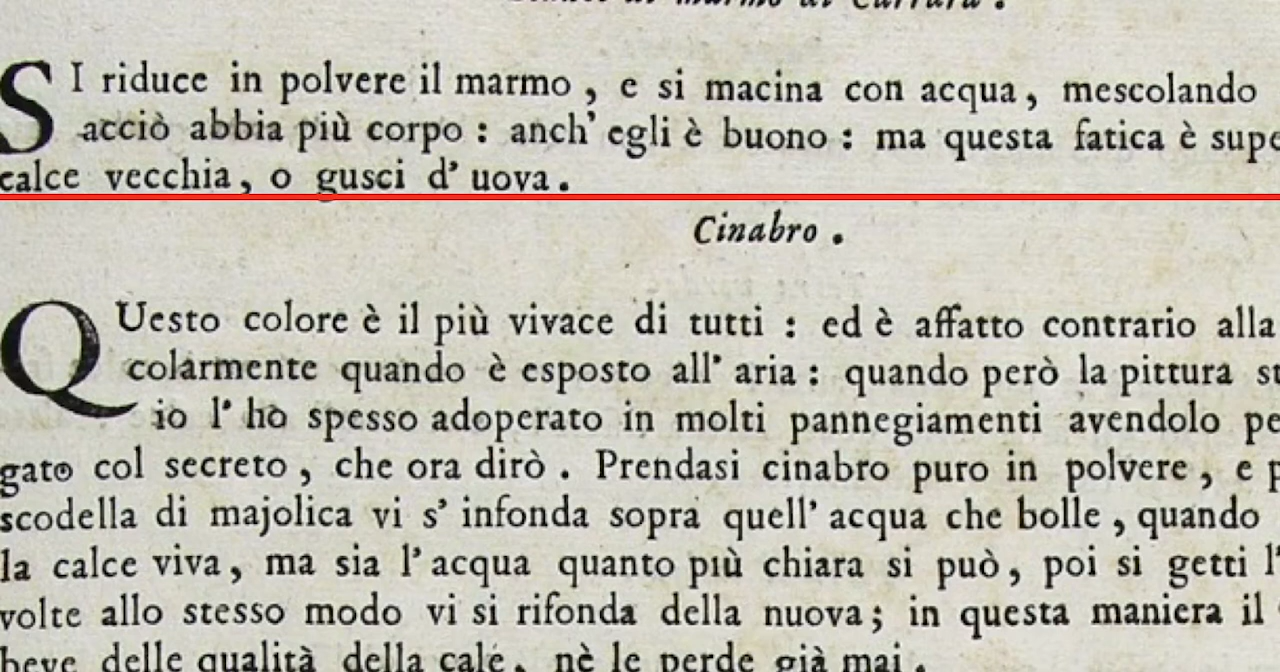 SI riduce in polvere il marmo, e si macina con acqua, mescolando
acciò abbia più corpo: anch' egli è buono: ma questa fatica è supe
calce vecchia, o gusci d' uova.
Cinabro.
QUesto colore è il più vivace di tutti: ed è affatto contrario alla
colarmente quando è esposto all' aria: quando però la pittura st
io l' ho spesso adoperato in molti pannegiamenti avendolo pe
gato col secreto, che ora dirò. Prendasi cinabro puro in polvere, e p
scodella di majolica vi s' infonda sopra quell' acqua che bolle, quando
la calce viva, ma sia l' acqua quanto più chiara si può, poi si getti l'
volte allo stesso modo vi si rifonda della nuova; in questa maniera il
beve delle qualità della cale, nè le perde già mai.